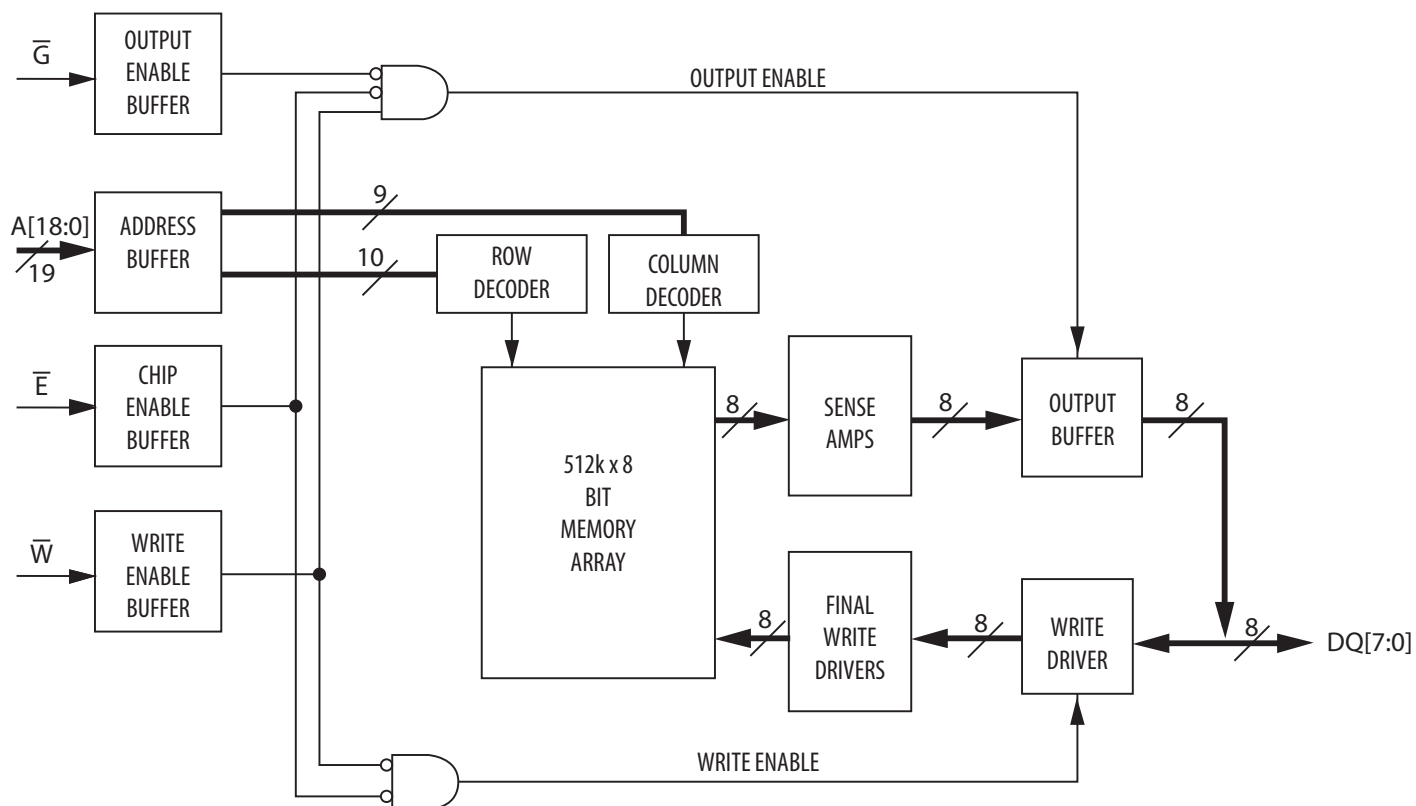 G̅
OUTPUT
ENABLE
BUFFER
OUTPUT ENABLE
A[18:0]
19
ADDRESS
BUFFER
9
10
ROW
DECODER
COLUMN
DECODER
E̅
CHIP
ENABLE
BUFFER
512k x 8
BIT
MEMORY
ARRAY
8
SENSE
AMPS
8
OUTPUT
BUFFER
8
W̅
WRITE
ENABLE
BUFFER
8
FINAL
WRITE
DRIVERS
8
WRITE
DRIVER
8
DQ[7:0]
WRITE ENABLE